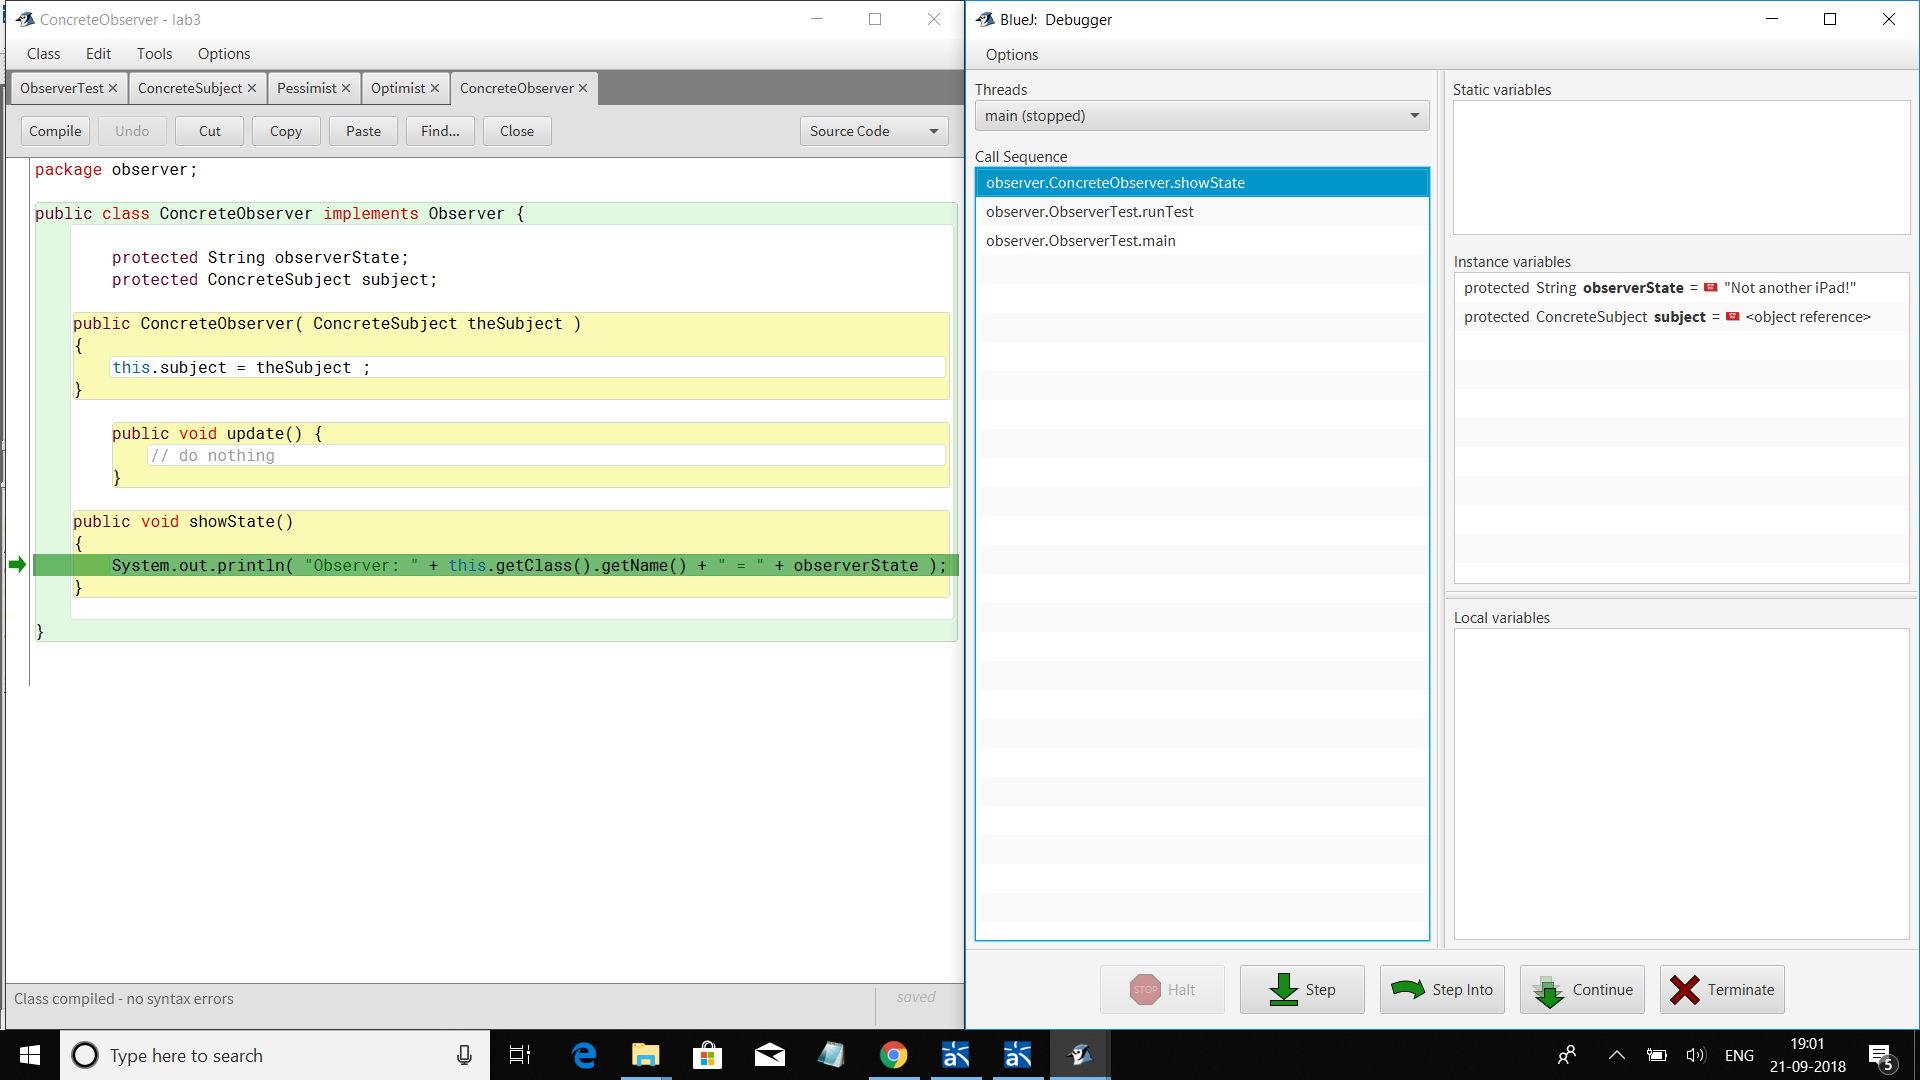 ConcreteObserver - lab3
Class Edit Tools Options
ObserverTest × ConcreteSubject × Pessimist × Optimist × ConcreteObserver ×
Compile Undo Cut Copy Paste Find... Close Source Code
package observer;
public class ConcreteObserver implements Observer {
protected String observerState;
protected ConcreteSubject subject;
public ConcreteObserver( ConcreteSubject theSubject )
{
this.subject = theSubject ;
}
public void update() {
// do nothing
}
public void showState()
{
System.out.println( "Observer: " + this.getClass().getName() + " = " + observerState );
}
}
Class compiled - no syntax errors
saved
BlueJ: Debugger
Options
Threads
main (stopped)
Call Sequence
observer.ConcreteObserver.showState
observer.ObserverTest.runTest
observer.ObserverTest.main
Static variables
Instance variables
protected String observerState = "Not another iPad!"
protected ConcreteSubject subject = <object reference>
Local variables
STOP Halt Step Step Into Continue Terminate
Type here to search
ENG
19:01
21-09-2018
5